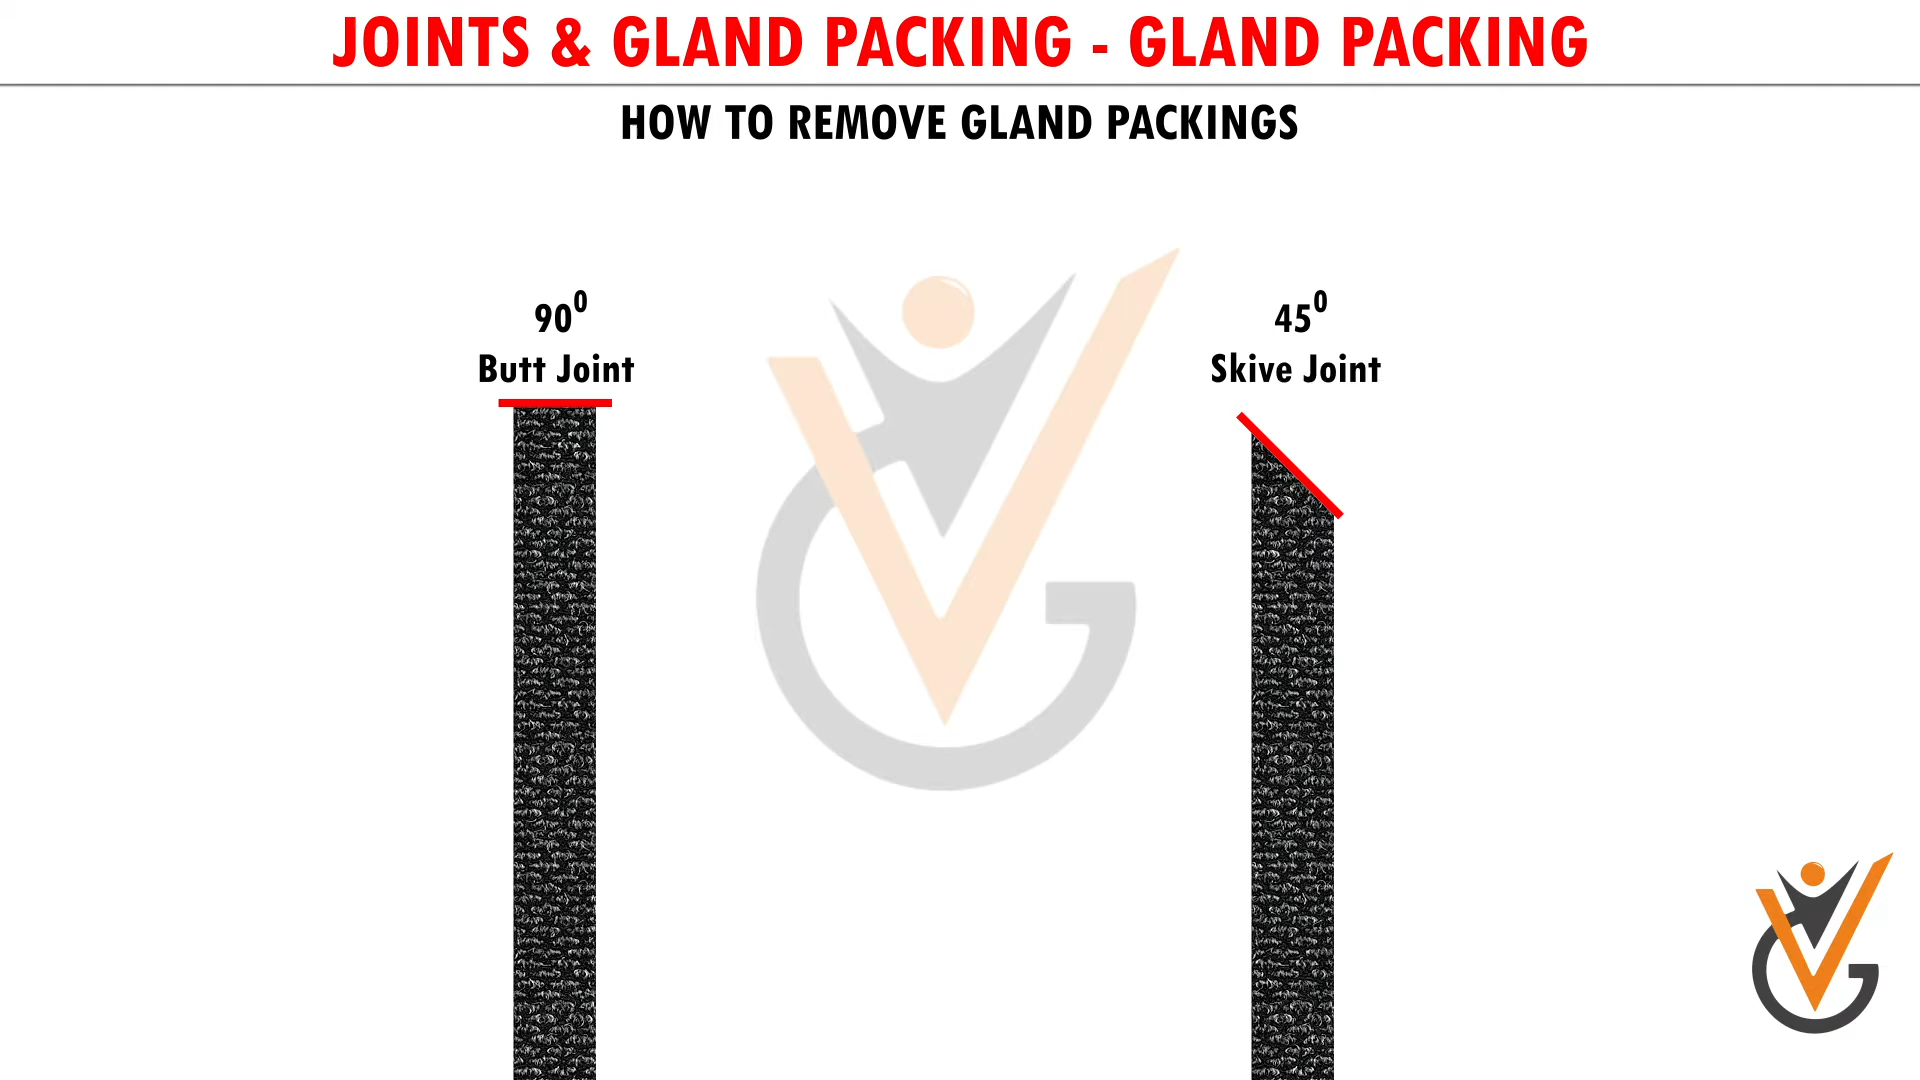 JOINTS & GLAND PACKING - GLAND PACKING
HOW TO REMOVE GLAND PACKINGS
90⁰
Butt Joint
45⁰
Skive Joint